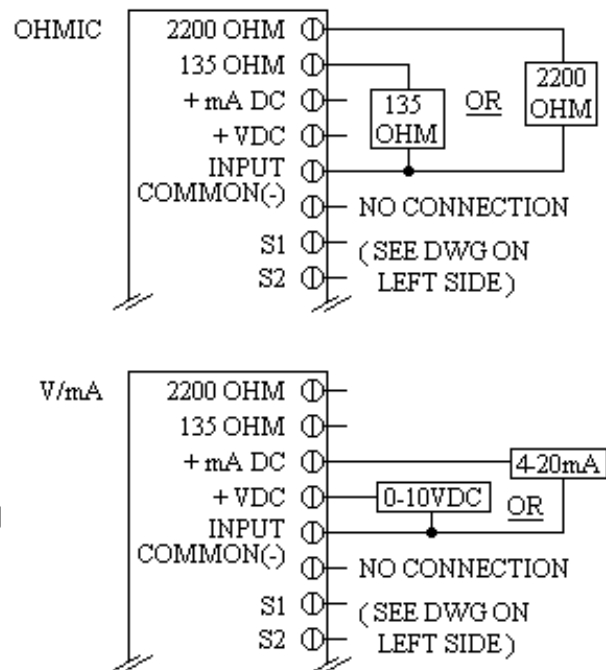 OHMIC
2200 OHM
135 OHM
+ mA DC
+ VDC
INPUT
COMMON(-)
S1
S2
135
OHM
OR
2200
OHM
NO CONNECTION
( SEE DWG ON
LEFT SIDE )
V/mA
2200 OHM
135 OHM
+ mA DC
+ VDC
INPUT
COMMON(-)
S1
S2
4-20mA
0-10VDC
OR
NO CONNECTION
( SEE DWG ON
LEFT SIDE )